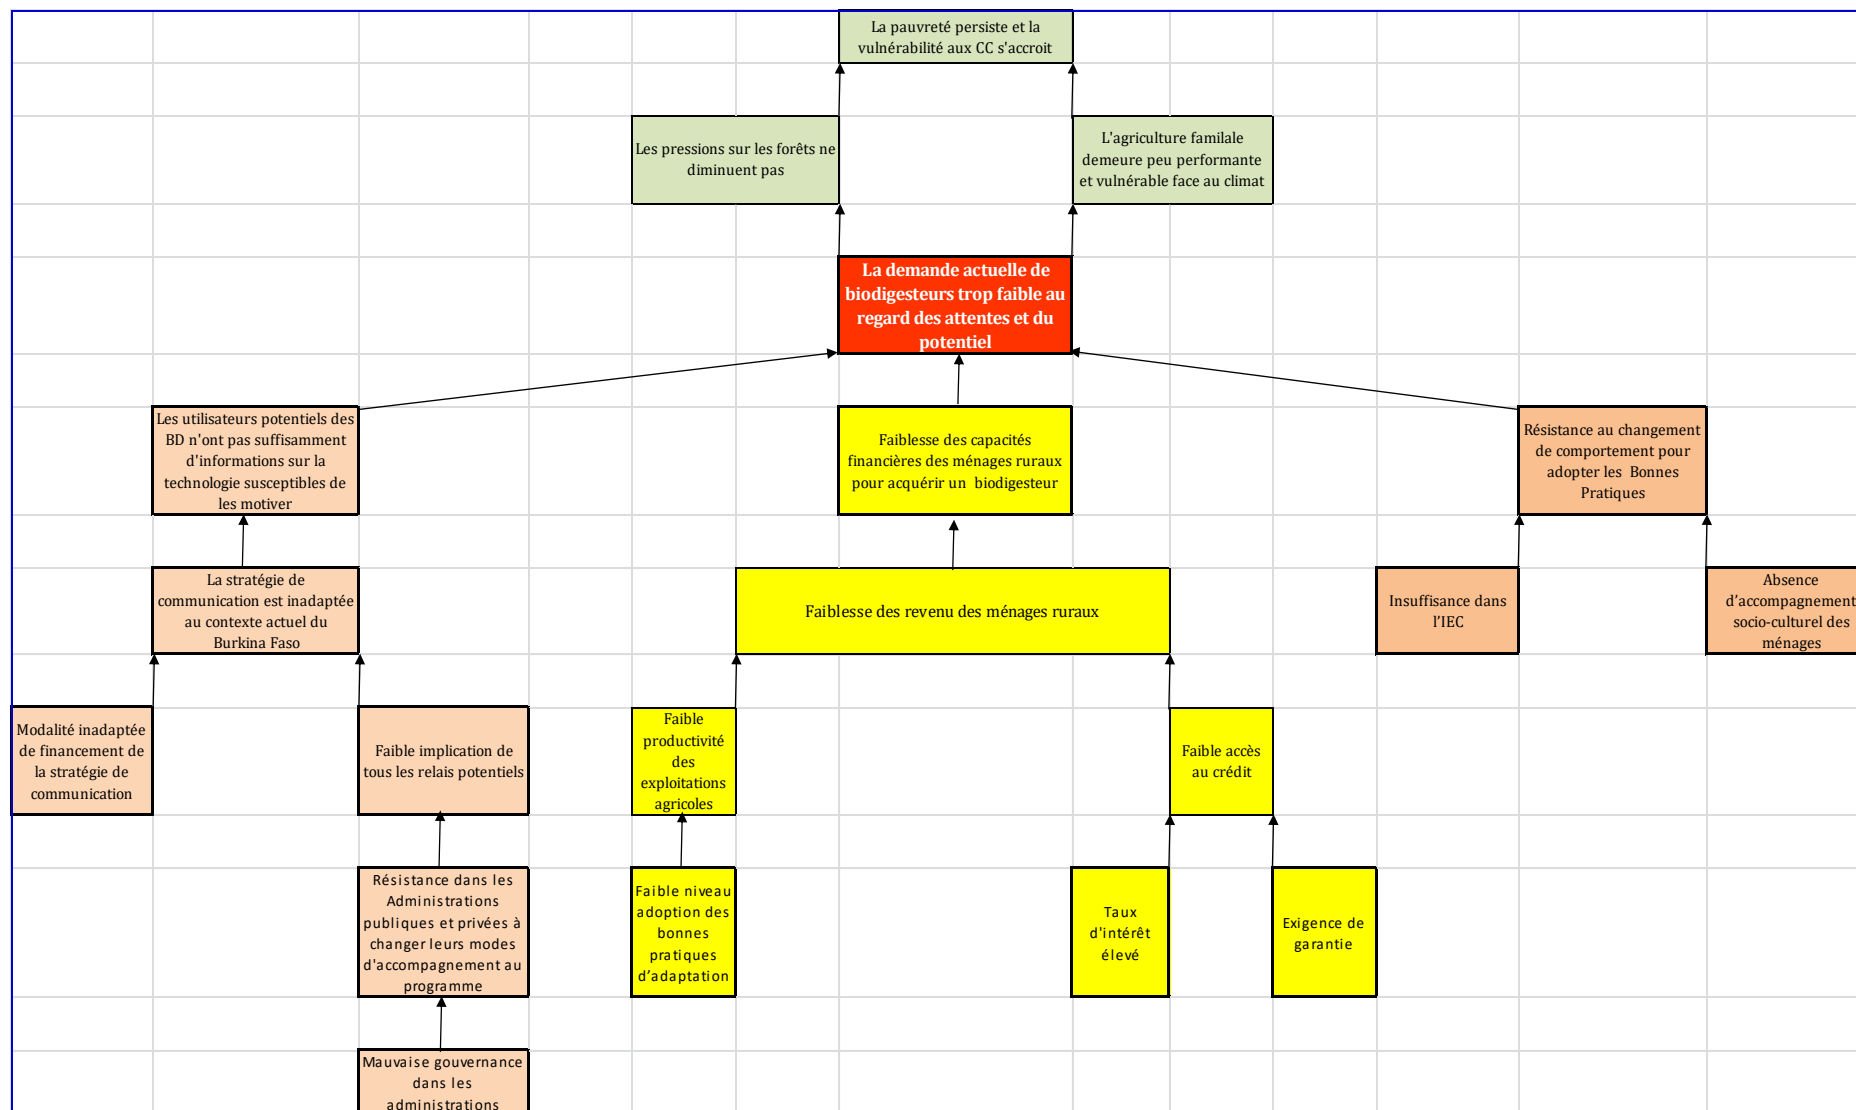 La pauvreté persiste et la
vulnérabilité aux CC s'accroit
Les pressions sur les forêts ne
diminuent pas
L'agriculture familale
demeure peu performante
et vulnérable face au climat
La demande actuelle de
biodigesteurs trop faible au
regard des attentes et du
potentiel
Les utilisateurs potentiels des
BD n'ont pas suffisamment
d'informations sur la
technologie susceptibles de
les motiver
Faiblesse des capacités
financières des ménages ruraux
pour acquérir un biodigesteur
Résistance au changement
de comportement pour
adopter les Bonnes
Pratiques
La stratégie de
communication est inadaptée
au contexte actuel du
Burkina Faso
Faiblesse des revenu des ménages ruraux
Insuffisance dans
l'IEC
Absence
d’accompagnement
socio-culturel des
ménages
Modalité inadaptée
de financement de
la stratégie de
communication
Faible implication de
tous les relais potentiels
Faible
productivité
des
exploitations
agricoles
Faible accès
au crédit
Résistance dans les
Administrations
publiques et privées à
changer leurs modes
d'accompagnement au
programme
Faible niveau
adoption des
bonnes
pratiques
d’adaptation
Taux
d'intérêt
élevé
Exigence de
garantie
Mauvaise gouvernance
dans les
administrations